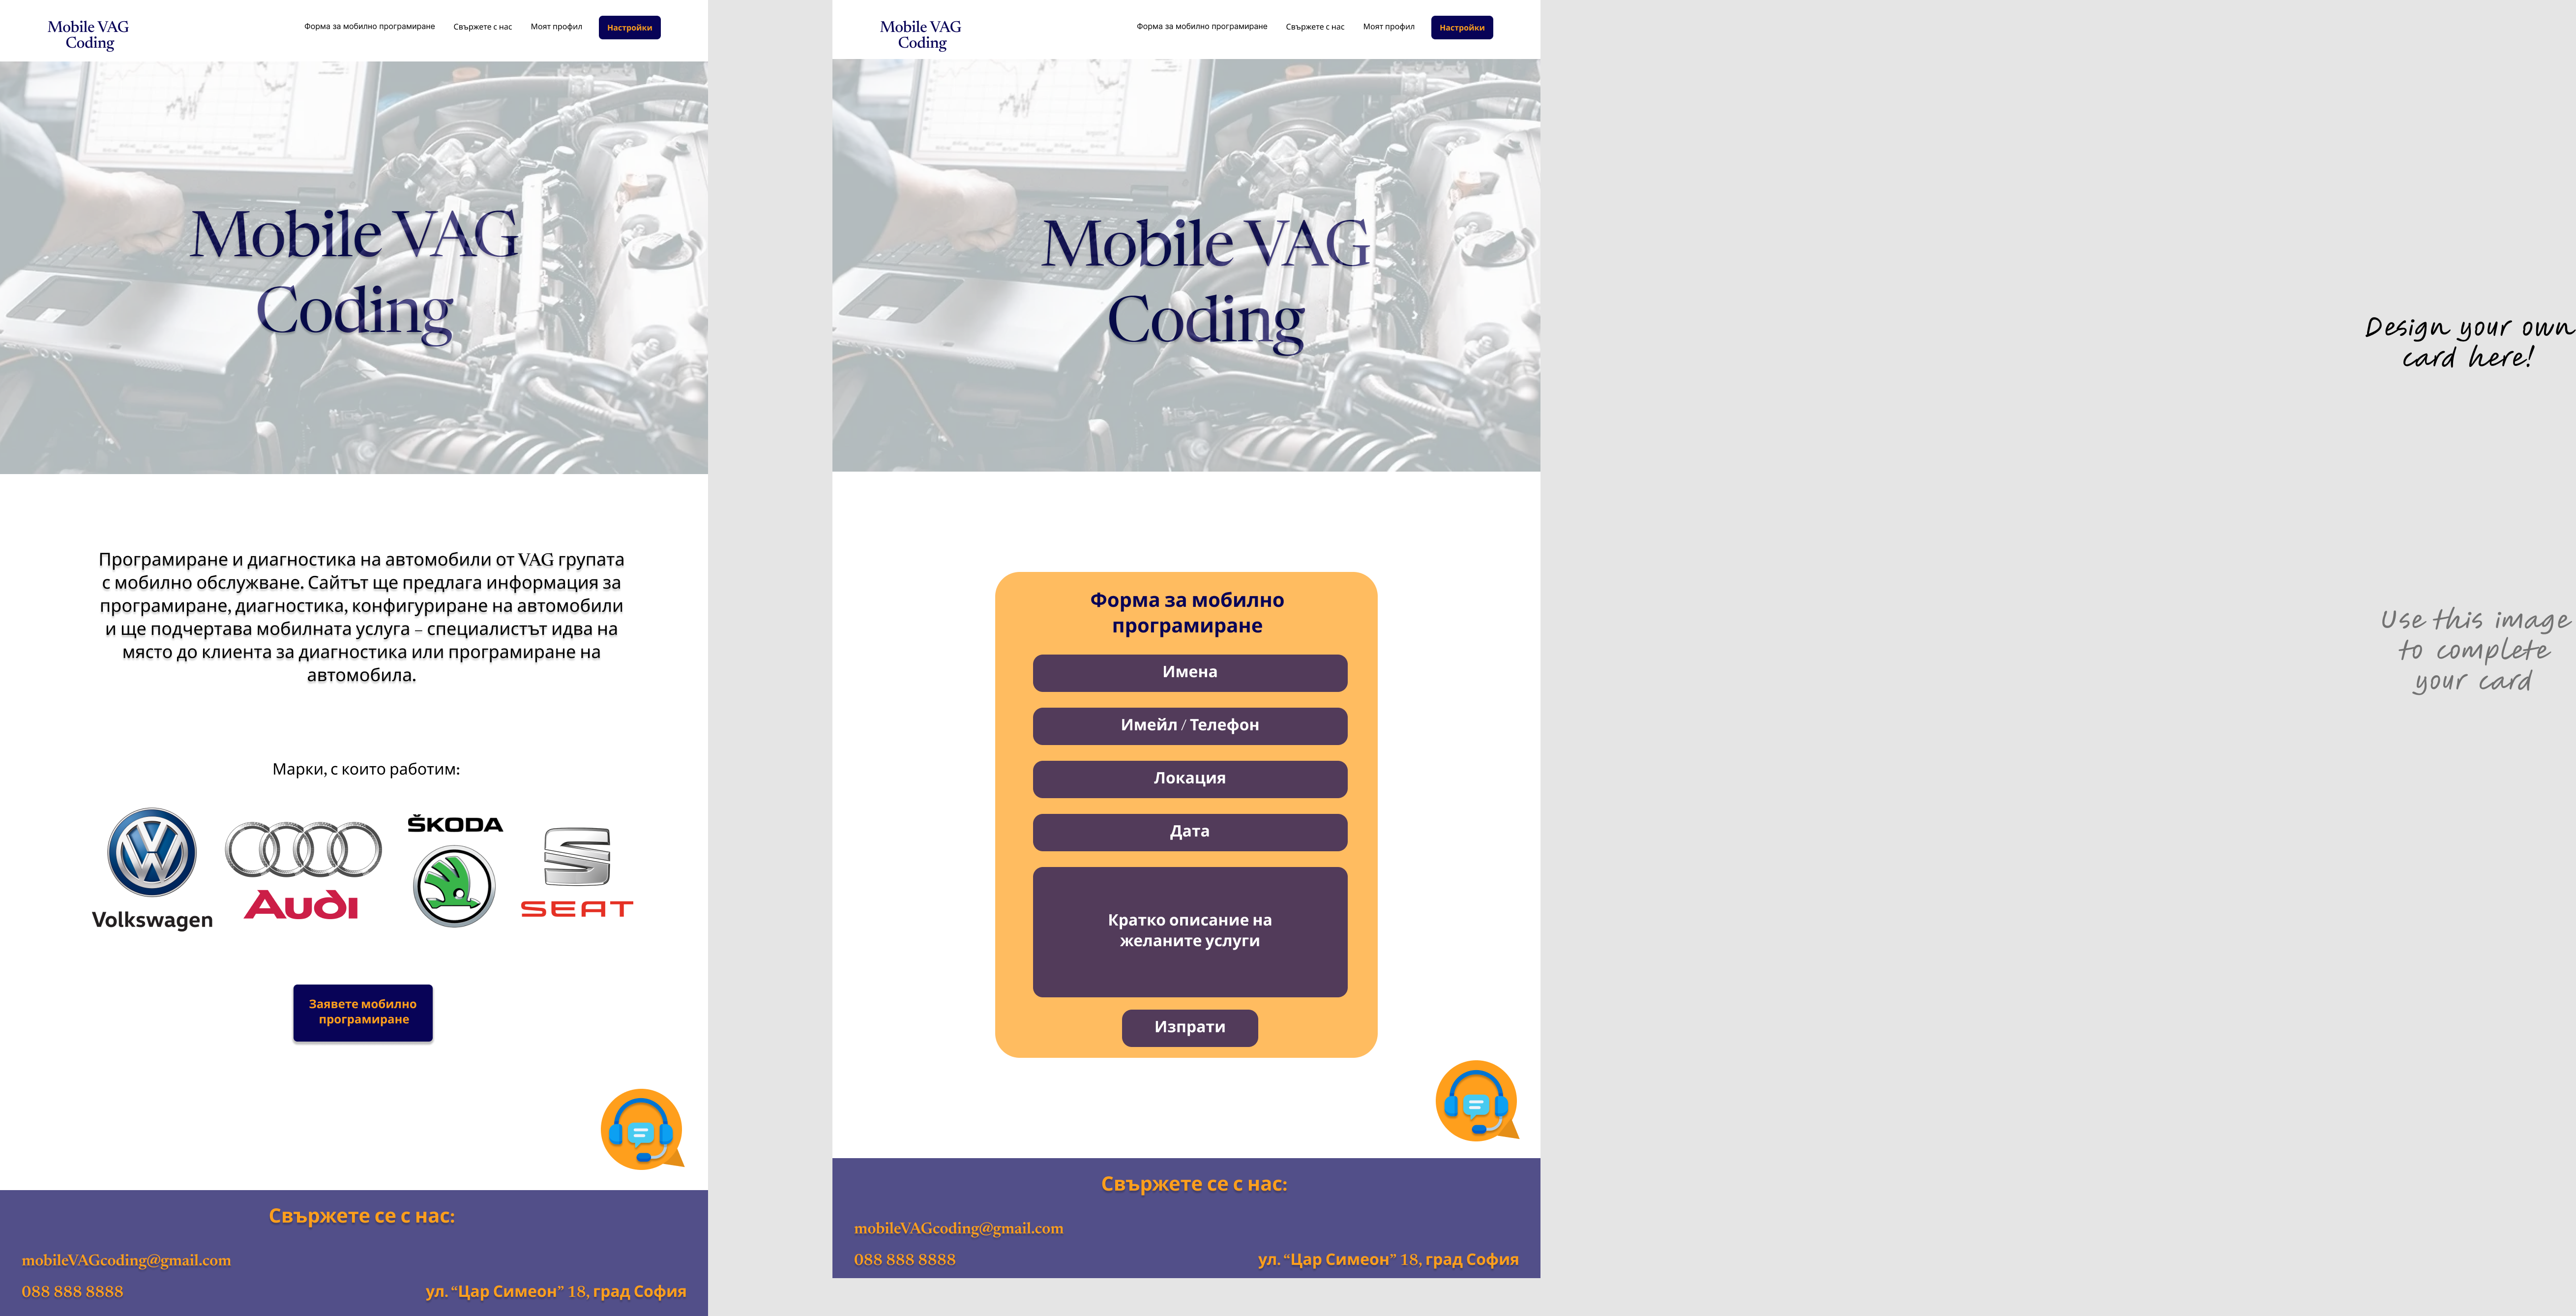 Mobile VAG
Coding
Форма за мобилно програмиране
Свържете с нас
Моят профил
Настройки
Mobile VAG
Coding
Програмиране и диагностика на автомобили от VAG групата
с мобилно обслужване. Сайтът ще предлага информация за
програмиране, диагностика, конфигуриране на автомобили
и ще подчертава мобилната услуга – специалистът идва на
място до клиента за диагностика или програмиране на
автомобила.
Марки, с които работим:
Volkswagen
Audi
ŠKODA
SEAT
Заявете мобилно
програмиране
Свържете се с нас:
mobileVAGcoding@gmail.com
088 888 8888
ул. “Цар Симеон” 18, град София
Mobile VAG
Coding
Форма за мобилно програмиране
Свържете с нас
Моят профил
Настройки
Mobile VAG
Coding
Форма за мобилно
програмиране
Имена
Имейл / Телефон
Локация
Дата
Кратко описание на
желаните услуги
Изпрати
Свържете се с нас:
mobileVAGcoding@gmail.com
088 888 8888
ул. “Цар Симеон” 18, град София
Design your own
card here!
Use this image
to complete
your card